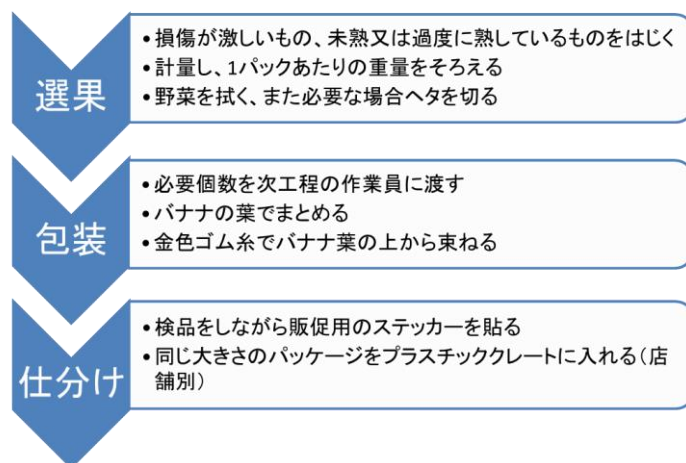 選果
•損傷が激しいもの、未熟又は過度に熟しているものをはじく
•計量し、1パックあたりの重量をそろえる
•野菜を拭く、また必要な場合ヘタを切る
包装
•必要個数を次工程の作業員に渡す
•バナナの葉でまとめる
•金色ゴム糸でバナナ葉の上から束ねる
仕分け
•検品をしながら販促用のステッカーを貼る
•同じ大きさのパッケージをプラスチッククレートに入れる(店
舗別)